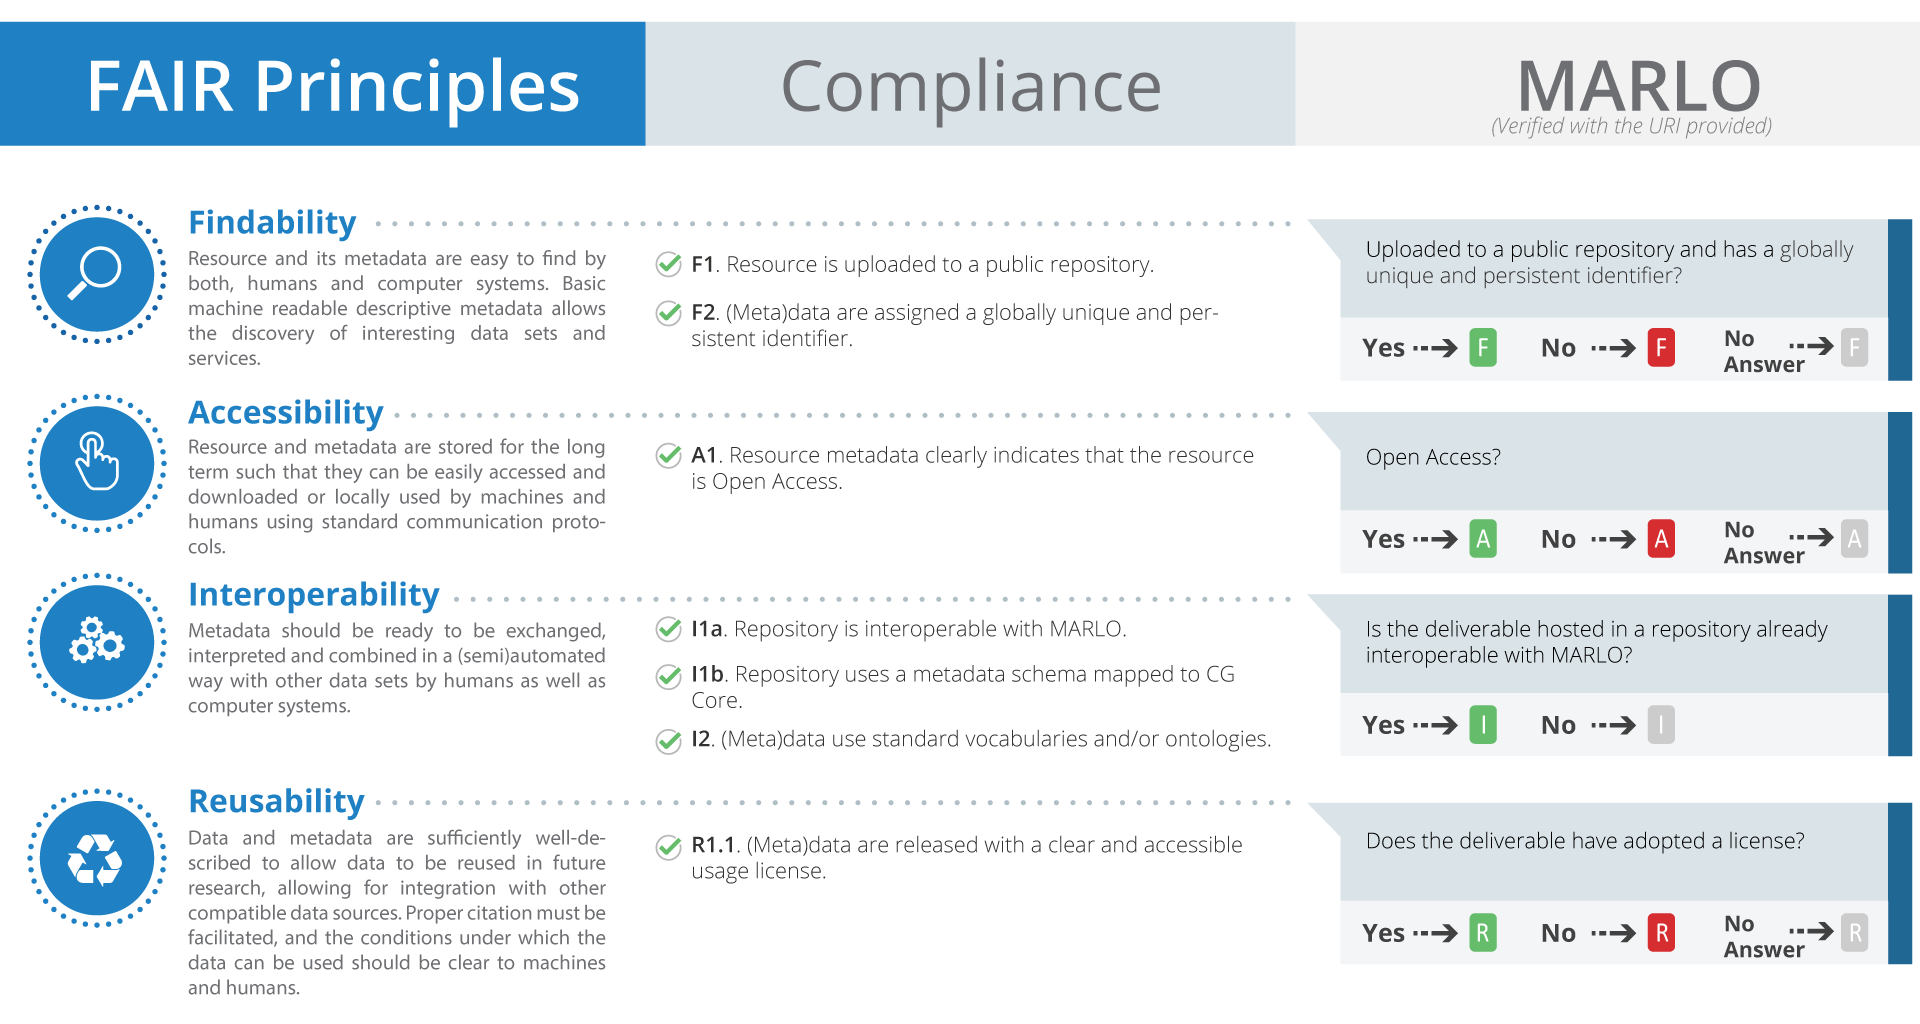 FAIR Principles
Compliance
MARLO
(Verified with the URI provided)
Findability
Resource and its metadata are easy to find by
both, humans and computer systems. Basic
machine readable descriptive metadata allows
the discovery of interesting data sets and
services.
F1. Resource is uploaded to a public repository.
F2. (Meta)data are assigned a globally unique and per-
sistent identifier.
Uploaded to a public repository and has a globally
unique and persistent identifier?
Yes F No F No
Answer F
Accessibility
Resource and metadata are stored for the long
term such that they can be easily accessed and
downloaded or locally used by machines and
humans using standard communication proto-
cols.
A1. Resource metadata clearly indicates that the resource
is Open Access.
Open Access?
Yes A No A No
Answer A
Interoperability
Metadata should be ready to be exchanged,
interpreted and combined in a (semi)automated
way with other data sets by humans as well as
computer systems.
I1a. Repository is interoperable with MARLO.
I1b. Repository uses a metadata schema mapped to CG
Core.
I2. (Meta)data use standard vocabularies and/or ontologies.
Is the deliverable hosted in a repository already
interoperable with MARLO?
Yes I No I
Reusability
Data and metadata are sufficiently well-de-
scribed to allow data to be reused in future
research, allowing for integration with other
compatible data sources. Proper citation must be
facilitated, and the conditions under which the
data can be used should be clear to machines
and humans.
R1.1. (Meta)data are released with a clear and accessible
usage license.
Does the deliverable have adopted a license?
Yes R No R No
Answer R